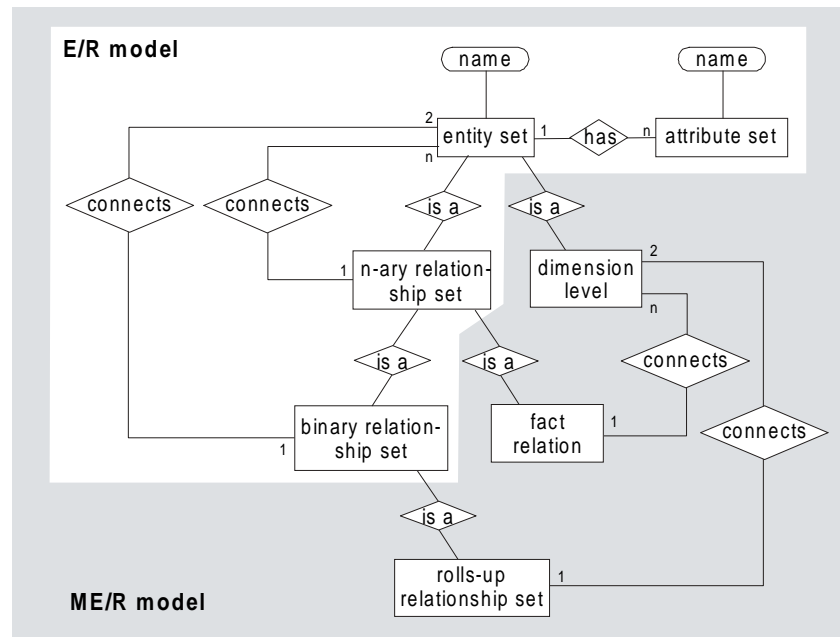 E/R model
name
name
2
entity set
1
has
n
attribute set
n
connects
connects
is a
is a
1
n-ary relation-
ship set
dimension
level
2
n
is a
is a
connects
binary relation-
ship set
1
fact
relation
1
connects
is a
rolls-up
relationship set
1
ME/R model